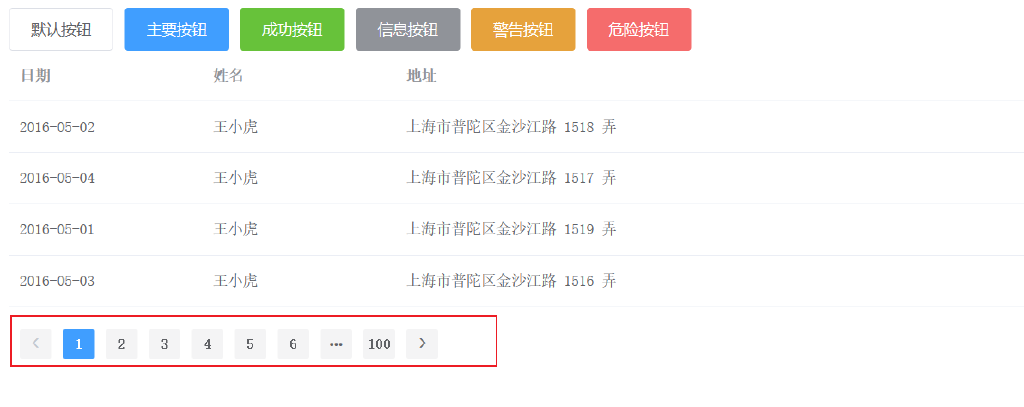 默认按钮 主要按钮 成功按钮 信息按钮 警告按钮 危险按钮
日期 姓名 地址
2016-05-02 王小虎 上海市普陀区金沙江路 1518 弄
2016-05-04 王小虎 上海市普陀区金沙江路 1517 弄
2016-05-01 王小虎 上海市普陀区金沙江路 1519 弄
2016-05-03 王小虎 上海市普陀区金沙江路 1516 弄
1 2 3 4 5 6 ··· 100